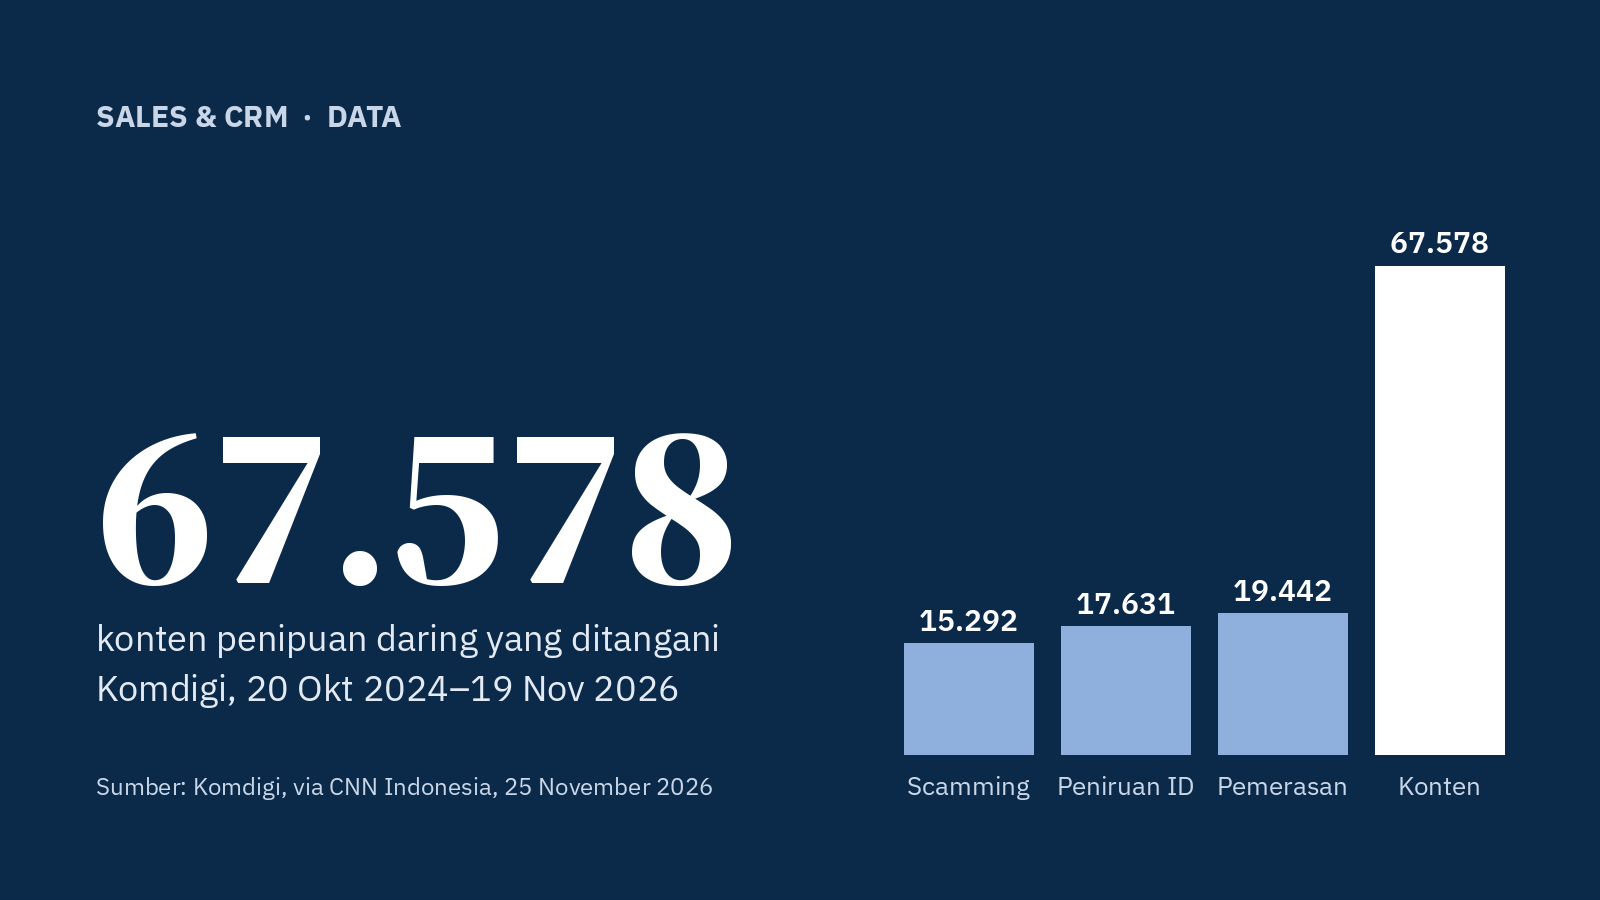 SALES & CRM · DATA
67.578
konten penipuan daring yang ditangani
Komdigi, 20 Okt 2024–19 Nov 2026
Sumber: Komdigi, via CNN Indonesia, 25 November 2026
15.292
17.631
19.442
67.578
Scamming
Peniruan ID
Pemerasan
Konten